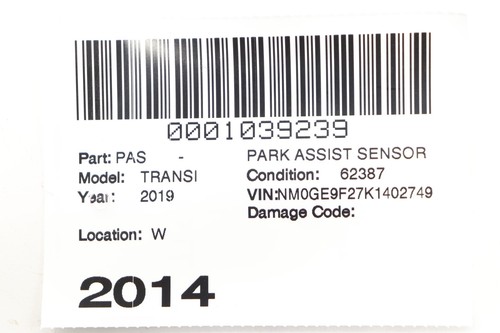 0001039239
Part: PAS - PARK ASSIST SENSOR
Model: TRANSI Condition: 62387
Year: 2019 VIN:NM0GE9F27K1402749
Damage Code:
Location: W
2014